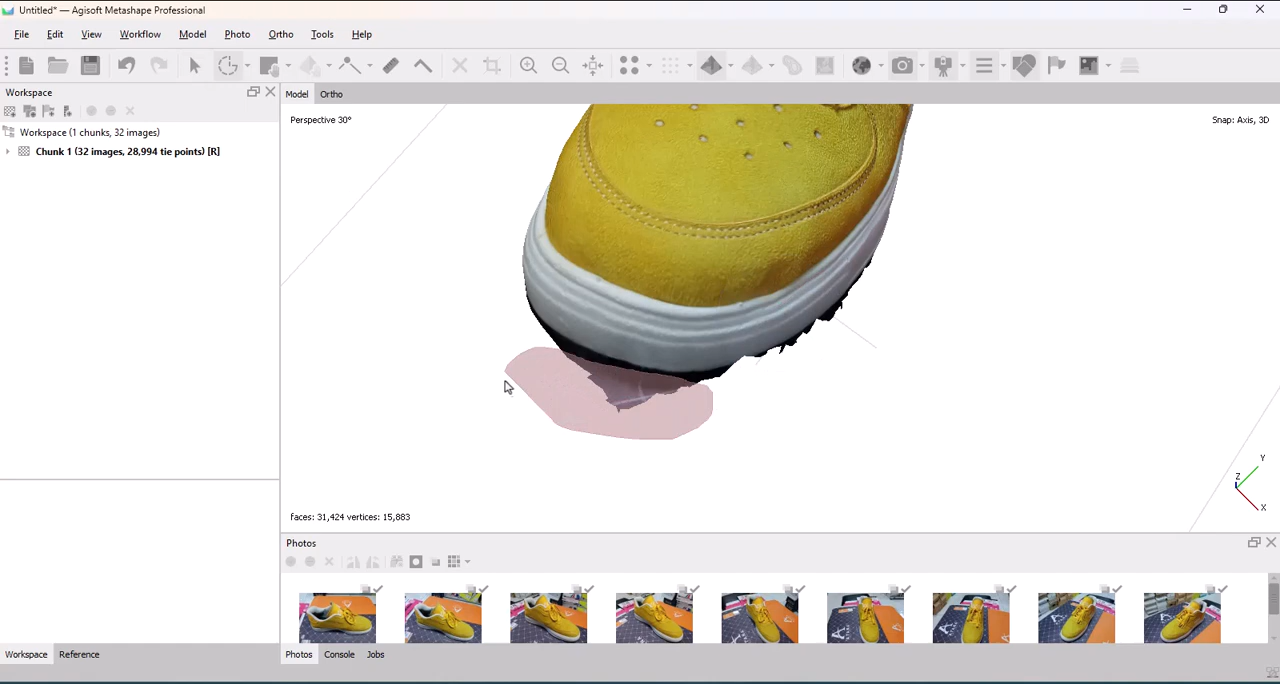 Untitled* — Agisoft Metashape Professional
File Edit View Workflow Model Photo Ortho Tools Help
Workspace
Model Ortho
Perspective 30°
Snap: Axis, 3D
Workspace (1 chunks, 32 images)
Chunk 1 (32 images, 28,994 tie points) [R]
Y
Z
X
faces: 31,424 vertices: 15,883
Photos
Workspace Reference
Photos Console Jobs